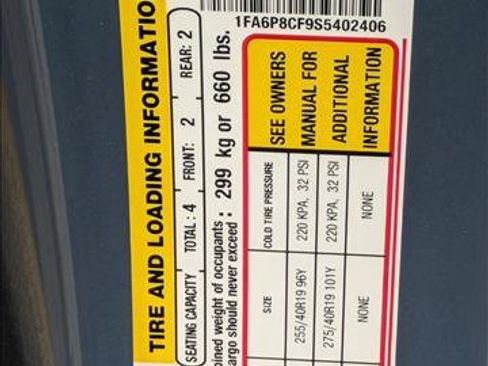 1FA6P8CF9S5402406
TIRE AND LOADING INFORMATIO
SEATING CAPACITY TOTAL : 4 FRONT: 2 REAR: 2
bined weight of occupants
argo should never exceed : 299 kg or 660 lbs.
SIZE COLD TIRE PRESSURE
255/40R19 96Y 220 KPA, 32 PSI
275/40R19 101Y 220 KPA, 32 PSI
NONE NONE
SEE OWNERS
MANUAL FOR
ADDITIONAL
INFORMATION